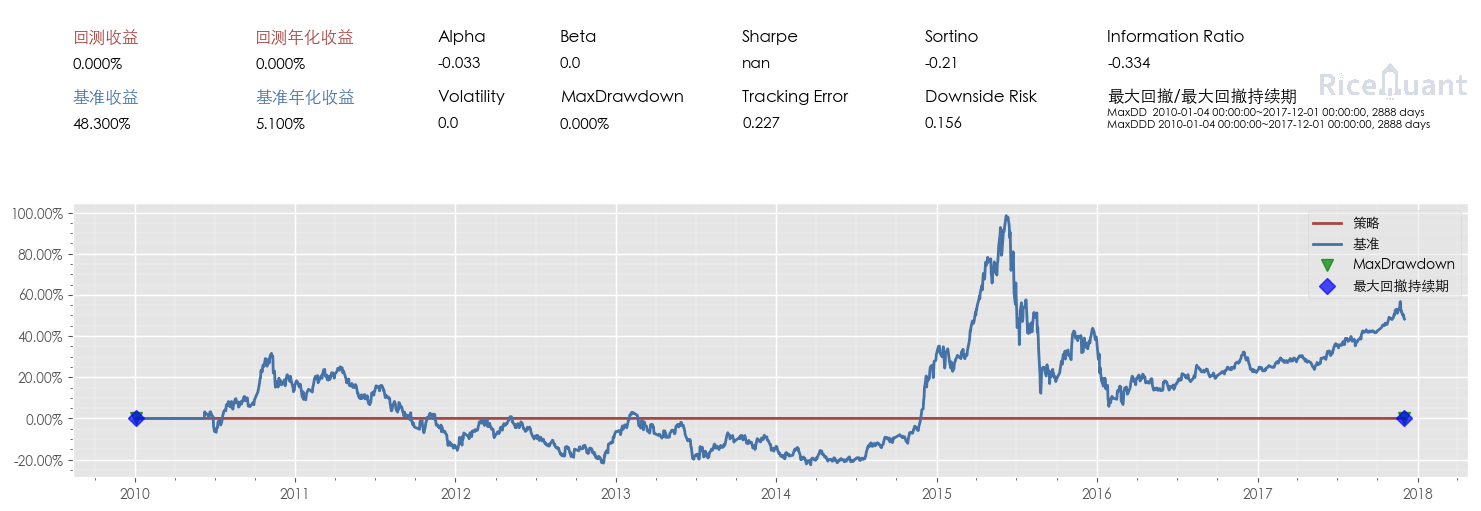 回测收益 回测年化收益 Alpha Beta Sharpe Sortino Information Ratio
0.000% 0.000% -0.033 0.0 nan -0.21 -0.334
RiceQuant
基准收益 基准年化收益 Volatility MaxDrawdown Tracking Error Downside Risk 最大回撤/最大回撤持续期
48.300% 5.100% 0.0 0.000% 0.227 0.156
MaxDD 2010-01-04 00:00:00~2017-12-01 00:00:00, 2888 days
MaxDDD 2010-01-04 00:00:00~2017-12-01 00:00:00, 2888 days
100.00%
80.00%
60.00%
40.00%
20.00%
0.00%
-20.00%
策略
基准
MaxDrawdown
最大回撤持续期
2010 2011 2012 2013 2014 2015 2016 2017 2018